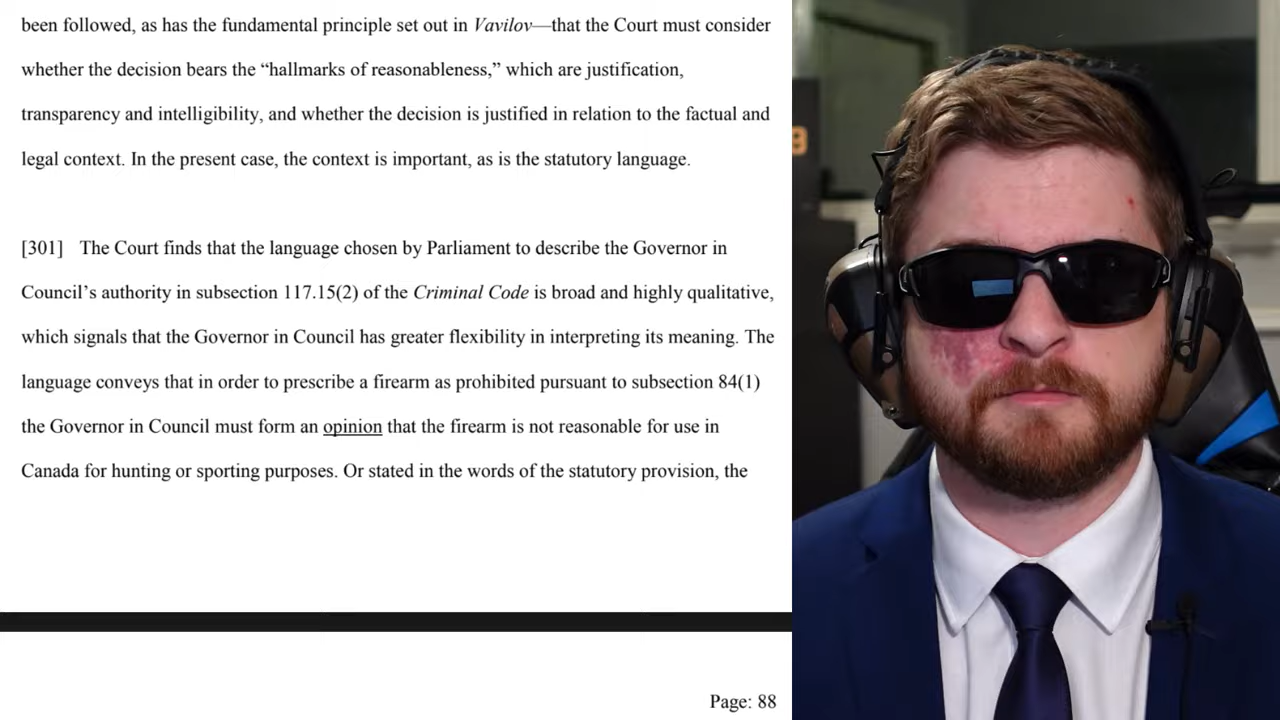 been followed, as has the fundamental principle set out in Vavilov—that the Court must consider
whether the decision bears the “hallmarks of reasonableness,” which are justification,
transparency and intelligibility, and whether the decision is justified in relation to the factual and
legal context. In the present case, the context is important, as is the statutory language.
[301] The Court finds that the language chosen by Parliament to describe the Governor in
Council’s authority in subsection 117.15(2) of the Criminal Code is broad and highly qualitative,
which signals that the Governor in Council has greater flexibility in interpreting its meaning. The
language conveys that in order to prescribe a firearm as prohibited pursuant to subsection 84(1)
the Governor in Council must form an opinion that the firearm is not reasonable for use in
Canada for hunting or sporting purposes. Or stated in the words of the statutory provision, the
Page: 88